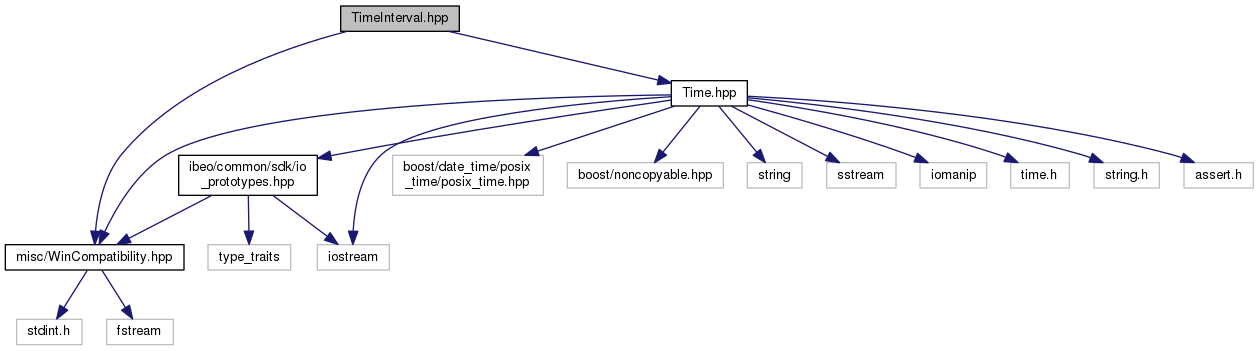 TimeInterval.hpp
Time.hpp
ibeo/common/sdk/io
_prototypes.hpp
boost/date_time/posix
_time/posix_time.hpp
boost/noncopyable.hpp
string
sstream
iomanip
time.h
string.h
assert.h
misc/WinCompatibility.hpp
type_traits
iostream
stdint.h
fstream